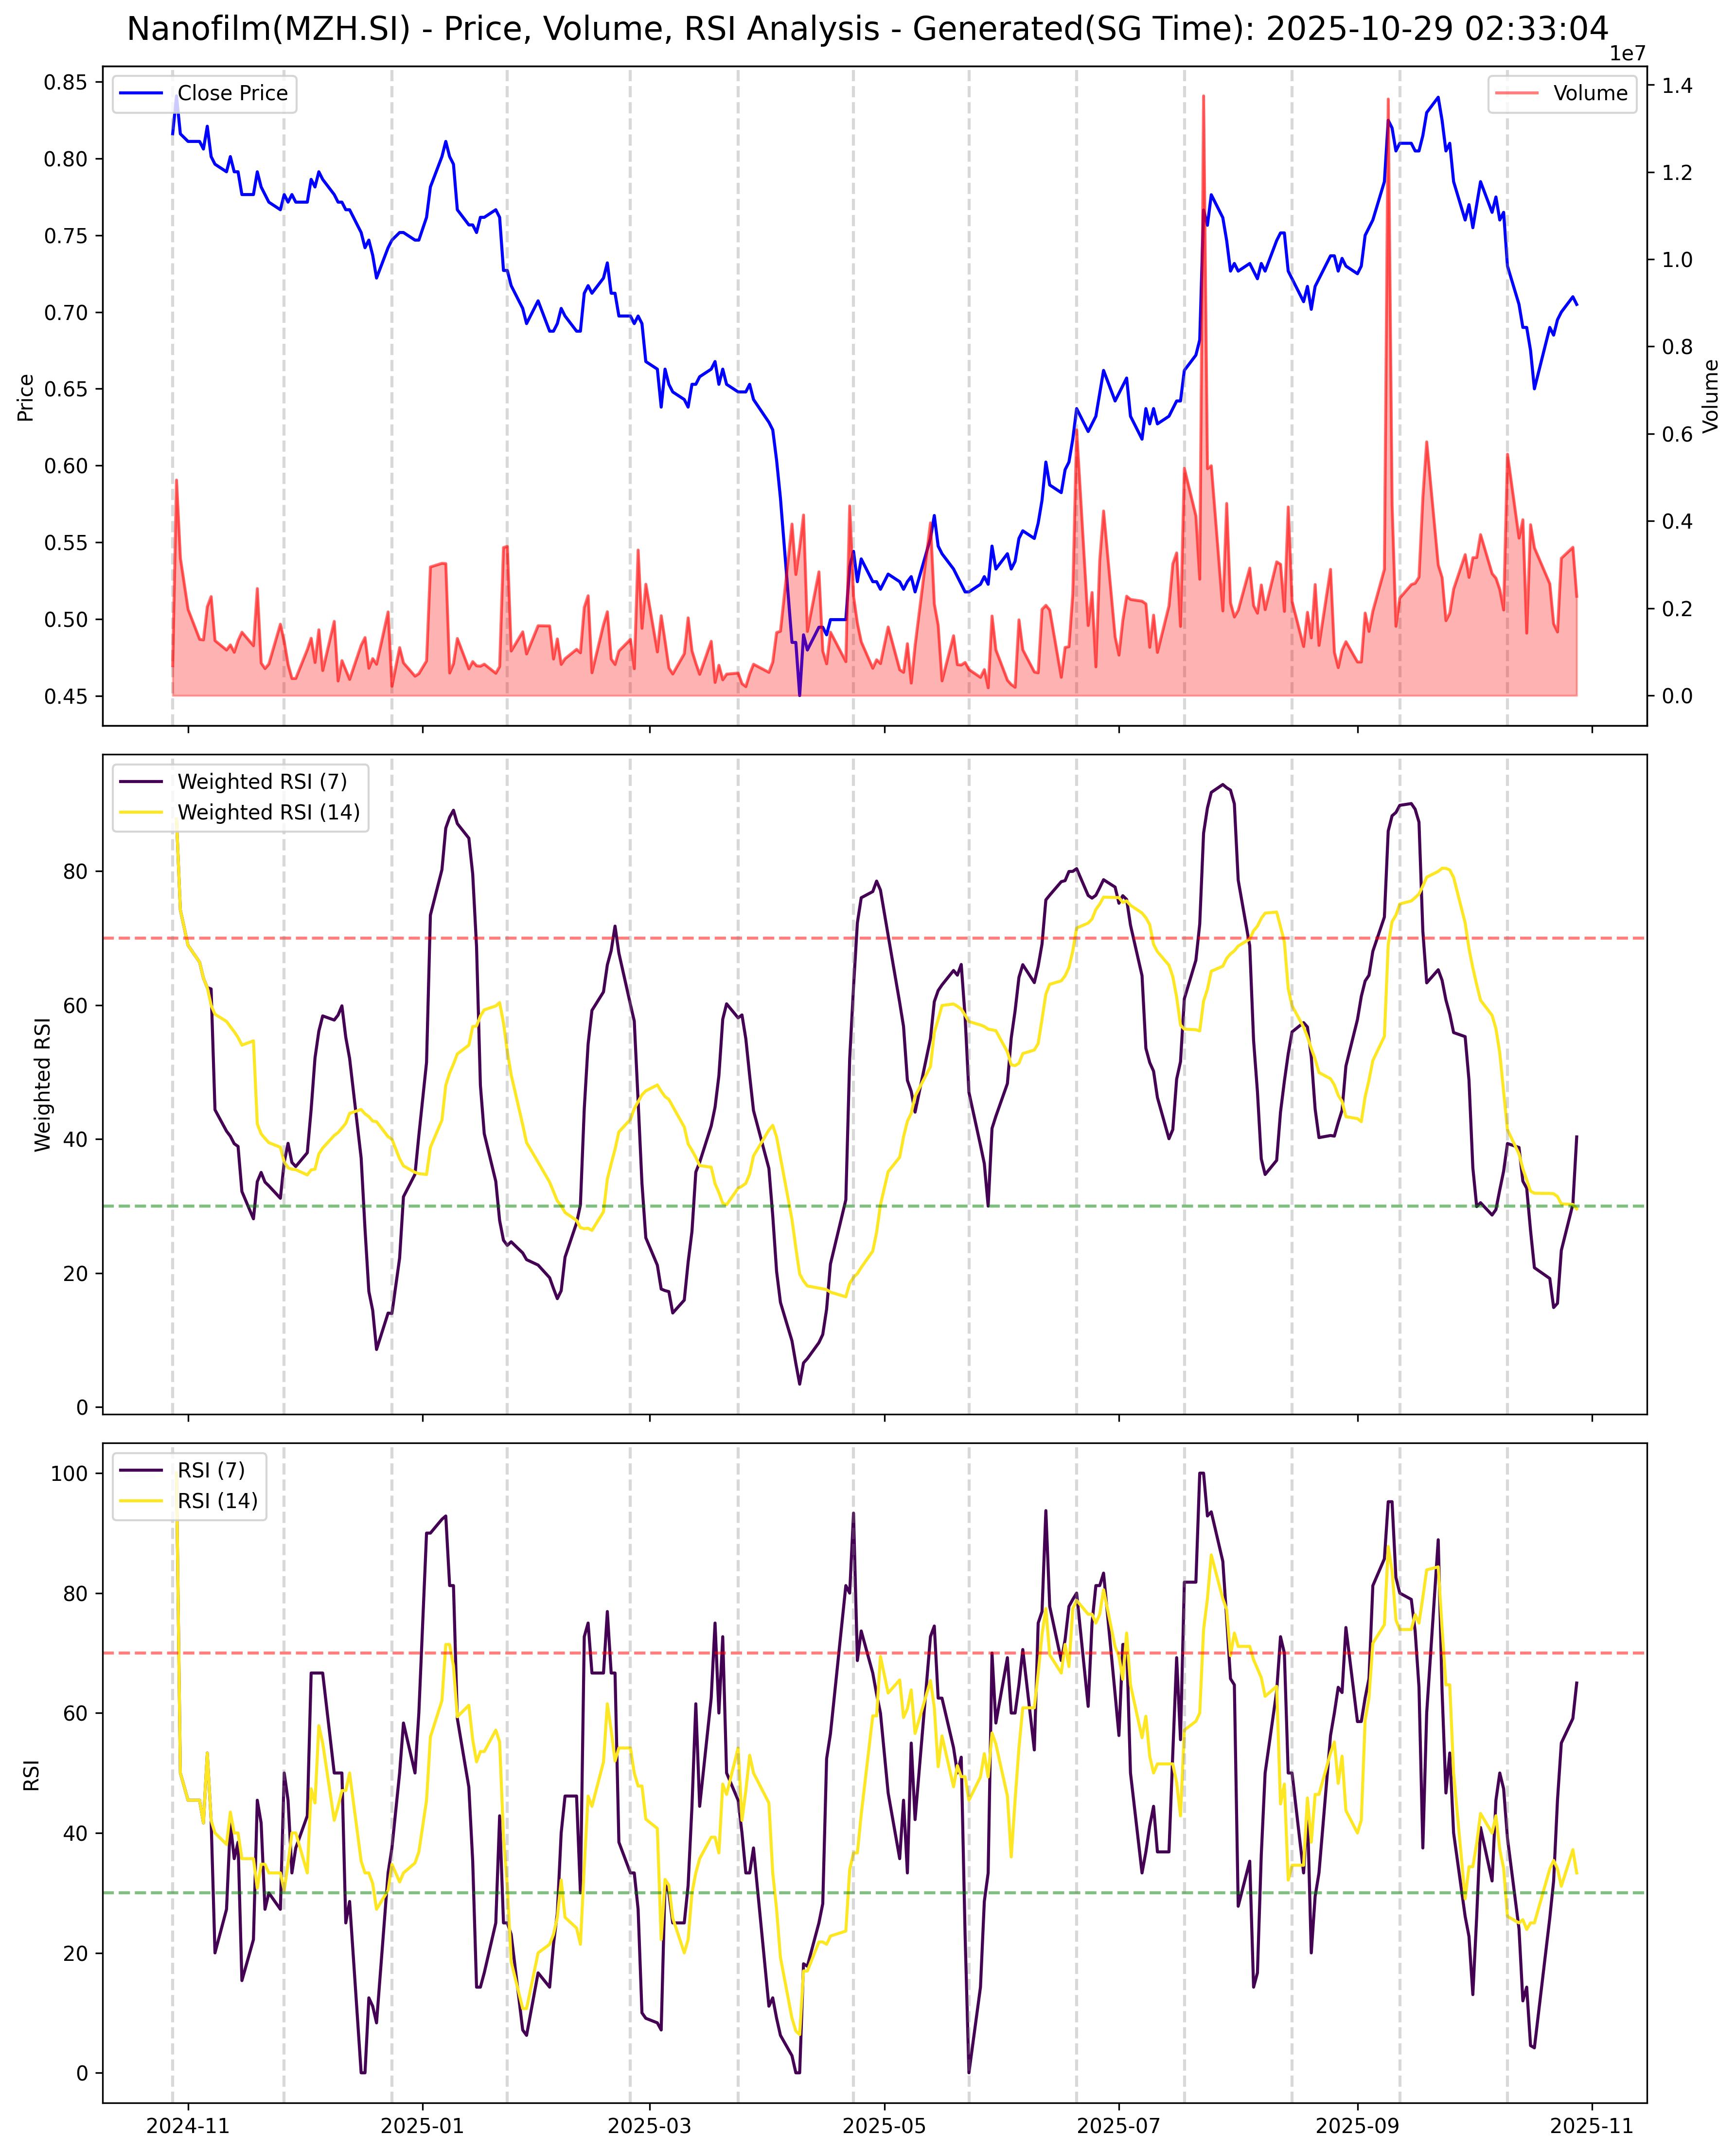 Nanofilm(MZH.SI) - Price, Volume, RSI Analysis - Generated(SG Time): 2025-10-29 02:33:04
1e7
Close Price
Volume
0.85
0.80
0.75
0.70
0.65
0.60
0.55
0.50
0.45
Price
1.4
1.2
1.0
0.8
0.6
0.4
0.2
0.0
Volume
Weighted RSI (7)
Weighted RSI (14)
80
60
40
20
0
Weighted RSI
RSI (7)
RSI (14)
100
80
60
40
20
0
RSI
2024-11
2025-01
2025-03
2025-05
2025-07
2025-09
2025-11